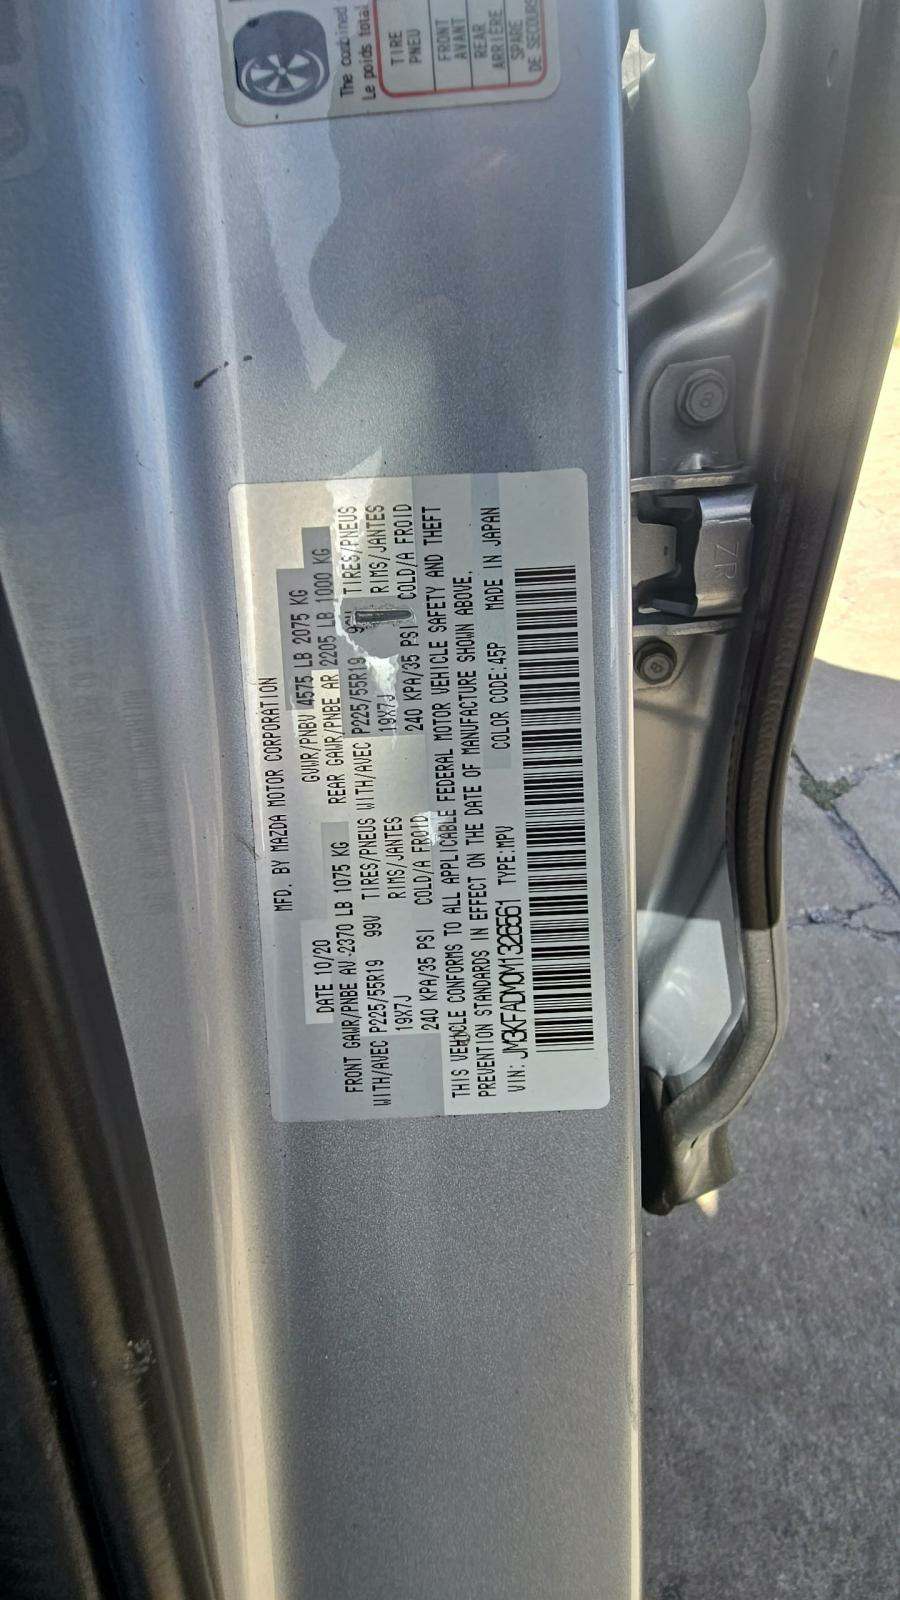 The combined
Le poids total
TIRE
PNEU
FRONT
AVANT
REAR
ARRIÈRE
SPARE
DE SECOURS
MFD. BY MAZDA MOTOR CORPORATION
DATE 10/20 GVWR/PNBV 4575 LB 2075 KG
FRONT GAWR/PNBE AV 2370 LB 1075 KG REAR GAWR/PNBE AR 2205 LB 1000 KG
WITH/AVEC P225/55R19 99V TIRES/PNEUS WITH/AVEC P225/55R19 TIRES/PNEUS
19X7J RIMS/JANTES 19X7J RIMS/JANTES
240 KPA/35 PSI COLD/A FROID 240 KPA/35 PSI COLD/A FROID
THIS VEHICLE CONFORMS TO ALL APPLICABLE FEDERAL MOTOR VEHICLE SAFETY AND THEFT
PREVENTION STANDARDS IN EFFECT ON THE DATE OF MANUFACTURE SHOWN ABOVE.
VIN: JM3KFADM0M1326561 TYPE:MPV COLOR CODE:45P MADE IN JAPAN
8
ZR
8